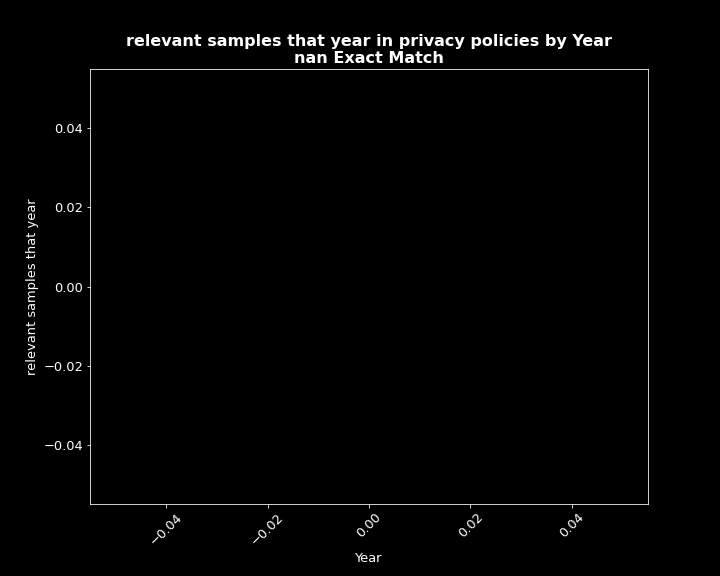 relevant samples that year in privacy policies by Year
nan Exact Match
relevant samples that year
0.04
0.02
0.00
−0.02
−0.04
−0.04
−0.02
0.00
0.02
0.04
Year